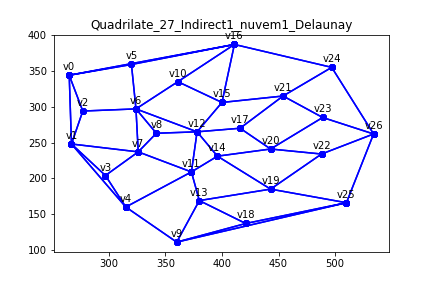 Quadrilate_27_Indirect1_nuvem1_Delaunay
400
350
300
250
200
150
100
300
350
400
450
500
v0
v1
v2
v3
v4
v5
v6
v7
v8
v9
v10
v11
v12
v13
v14
v15
v16
v17
v18
v19
v20
v21
v22
v23
v24
v25
v26